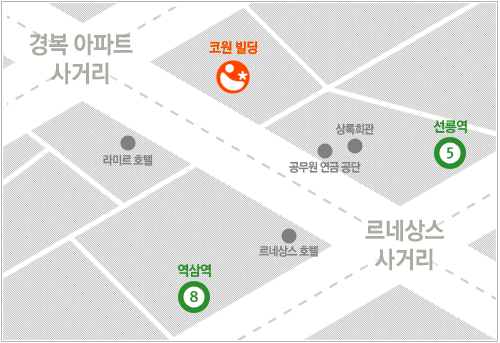 경복 아파트
사거리
코원 빌딩
상록회관
선릉역
5
라미르 호텔
공무원 연금 공단
르네상스
사거리
르네상스 호텔
역삼역
8